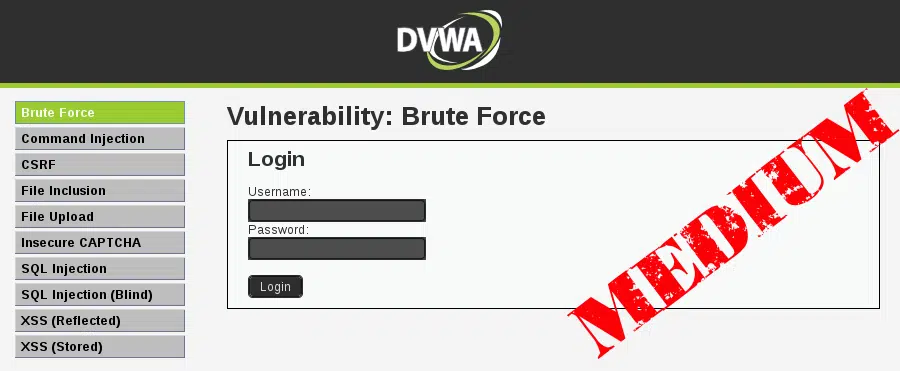 DVWA
Brute Force
Command Injection
CSRF
File Inclusion
File Upload
Insecure CAPTCHA
SQL Injection
SQL Injection (Blind)
XSS (Reflected)
XSS (Stored)
Vulnerability: Brute Force
Login
Username:
Password:
Login
MEDIUM